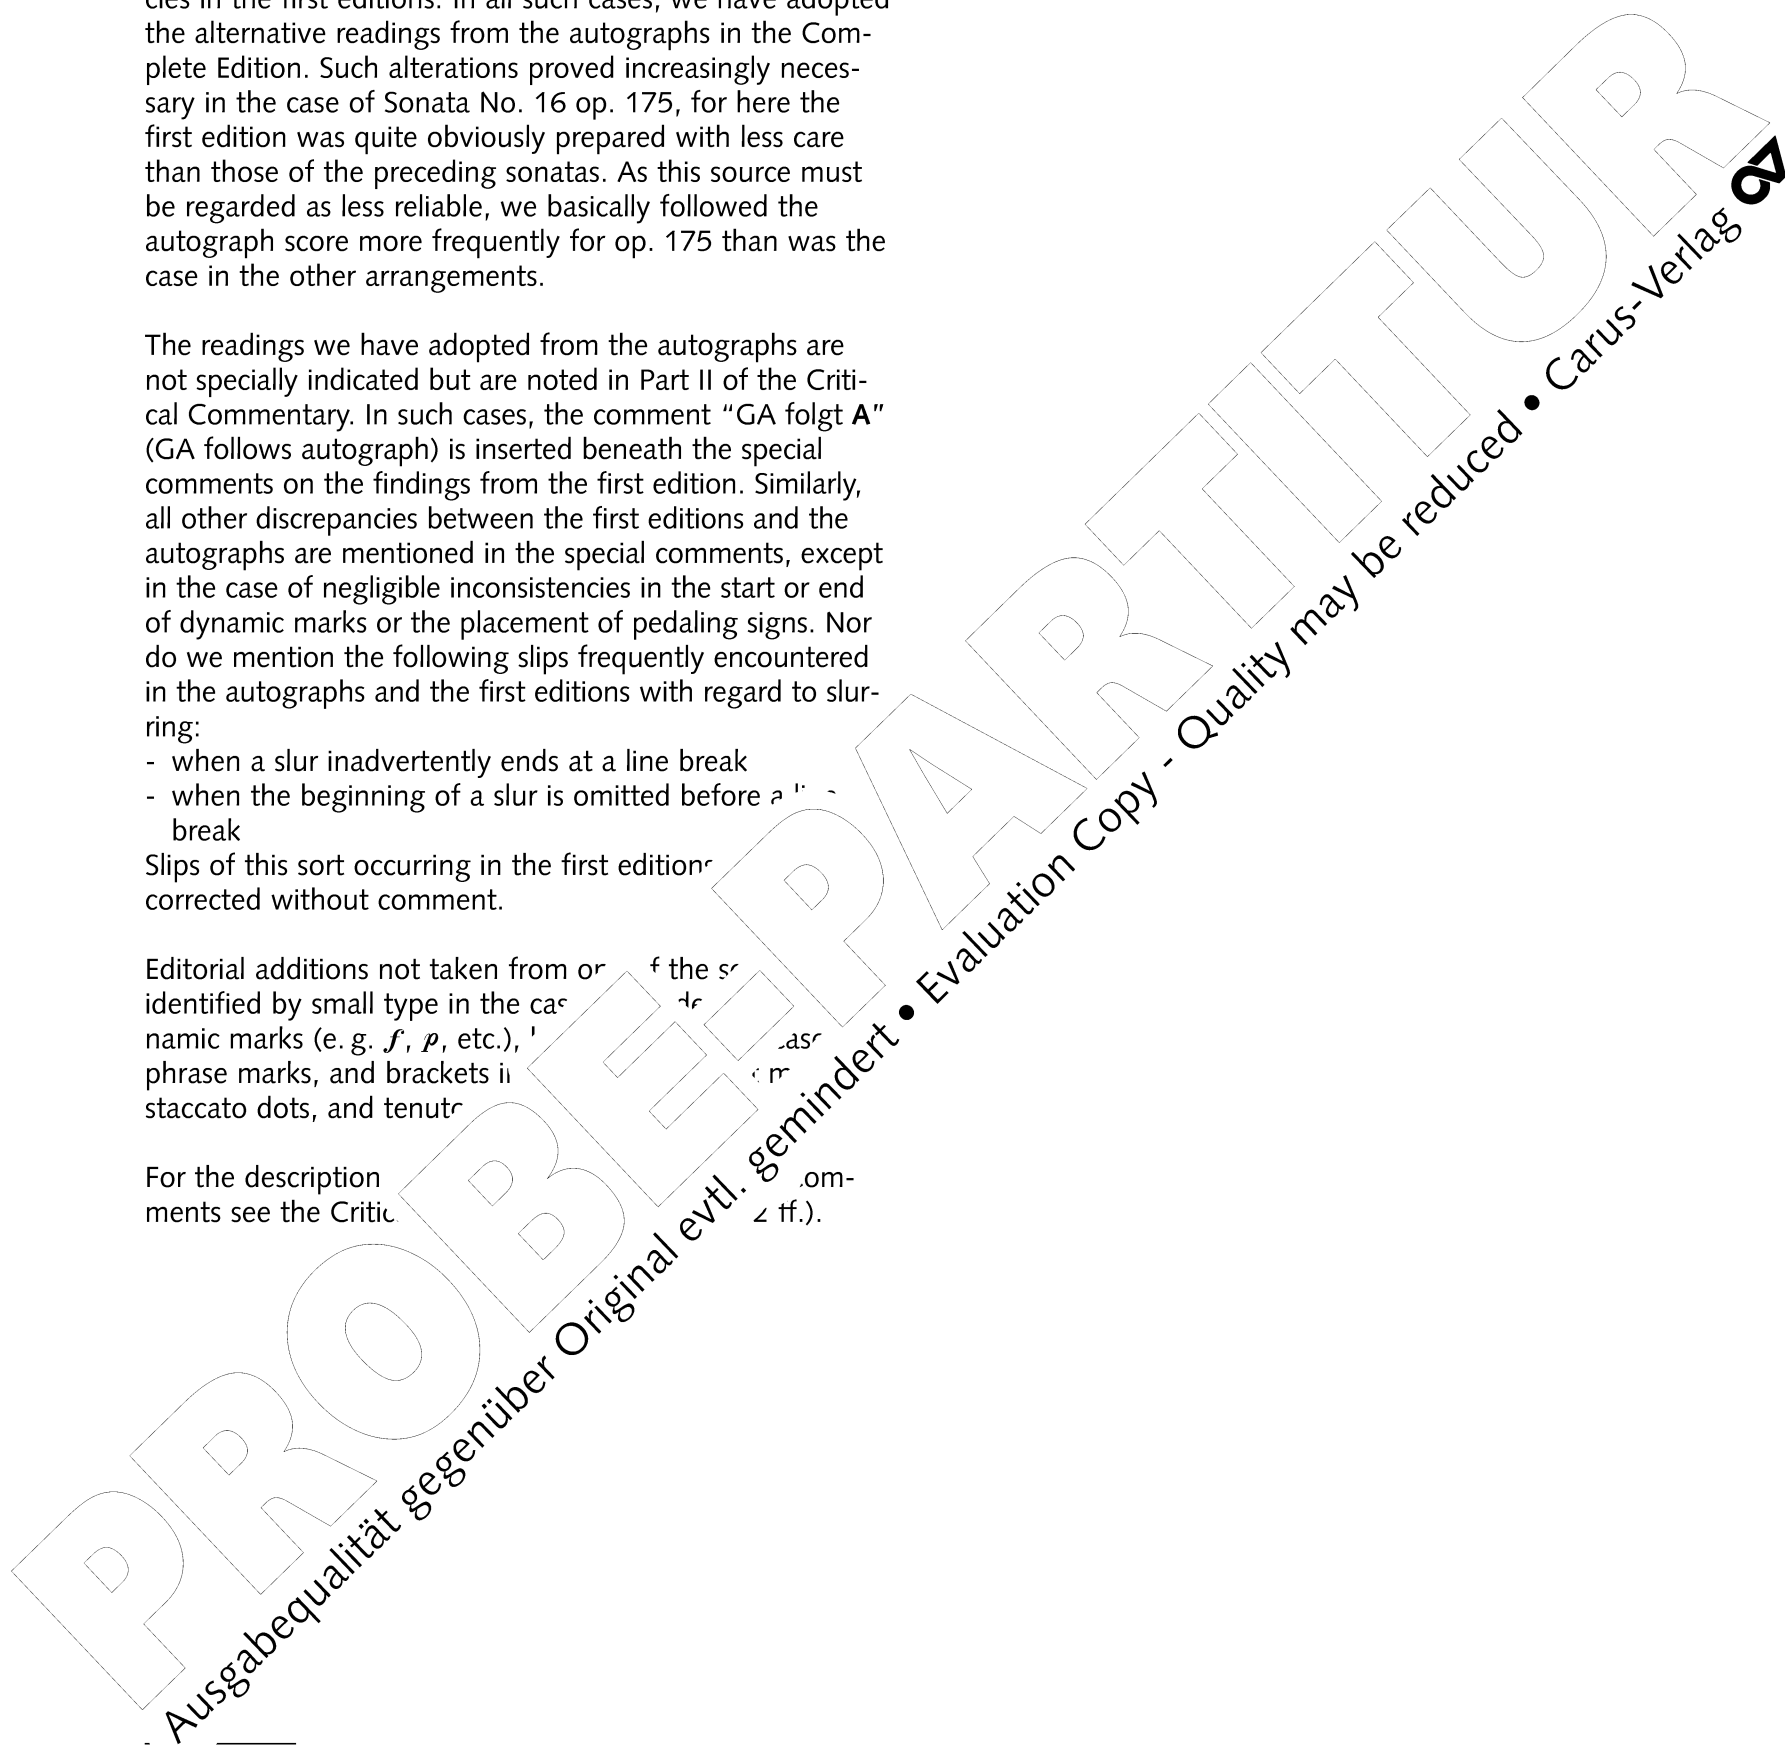 cies in the first editions. In all such cases, we have adopted
the alternative readings from the autographs in the Com-
plete Edition. Such alterations proved increasingly neces-
sary in the case of Sonata No. 16 op. 175, for here the
first edition was quite obviously prepared with less care
than those of the preceding sonatas. As this source must
be regarded as less reliable, we basically followed the
autograph score more frequently for op. 175 than was the
case in the other arrangements.
The readings we have adopted from the autographs are
not specially indicated but are noted in Part II of the Criti-
cal Commentary. In such cases, the comment “GA folgt A”
(GA follows autograph) is inserted beneath the special
comments on the findings from the first edition. Similarly,
all other discrepancies between the first editions and the
autographs are mentioned in the special comments, except
in the case of negligible inconsistencies in the start or end
of dynamic marks or the placement of pedaling signs. Nor
do we mention the following slips frequently encountered
in the autographs and the first editions with regard to slur-
ring:
- when a slur inadvertently ends at a line break
- when the beginning of a slur is omitted before a
break
Slips of this sort occurring in the first editions
corrected without comment.
Editorial additions not taken from the
identified by small type in the
namic marks (e. g. f, p, etc.),
phrase marks, and brackets
staccato dots, and
For the description om-
ments see the ff.).
PROBEPARTITUR
Ausgabequalität gegenüber Original evtl. gemindert • Evaluation Copy - Quality may be reduced • Carus-Verlag